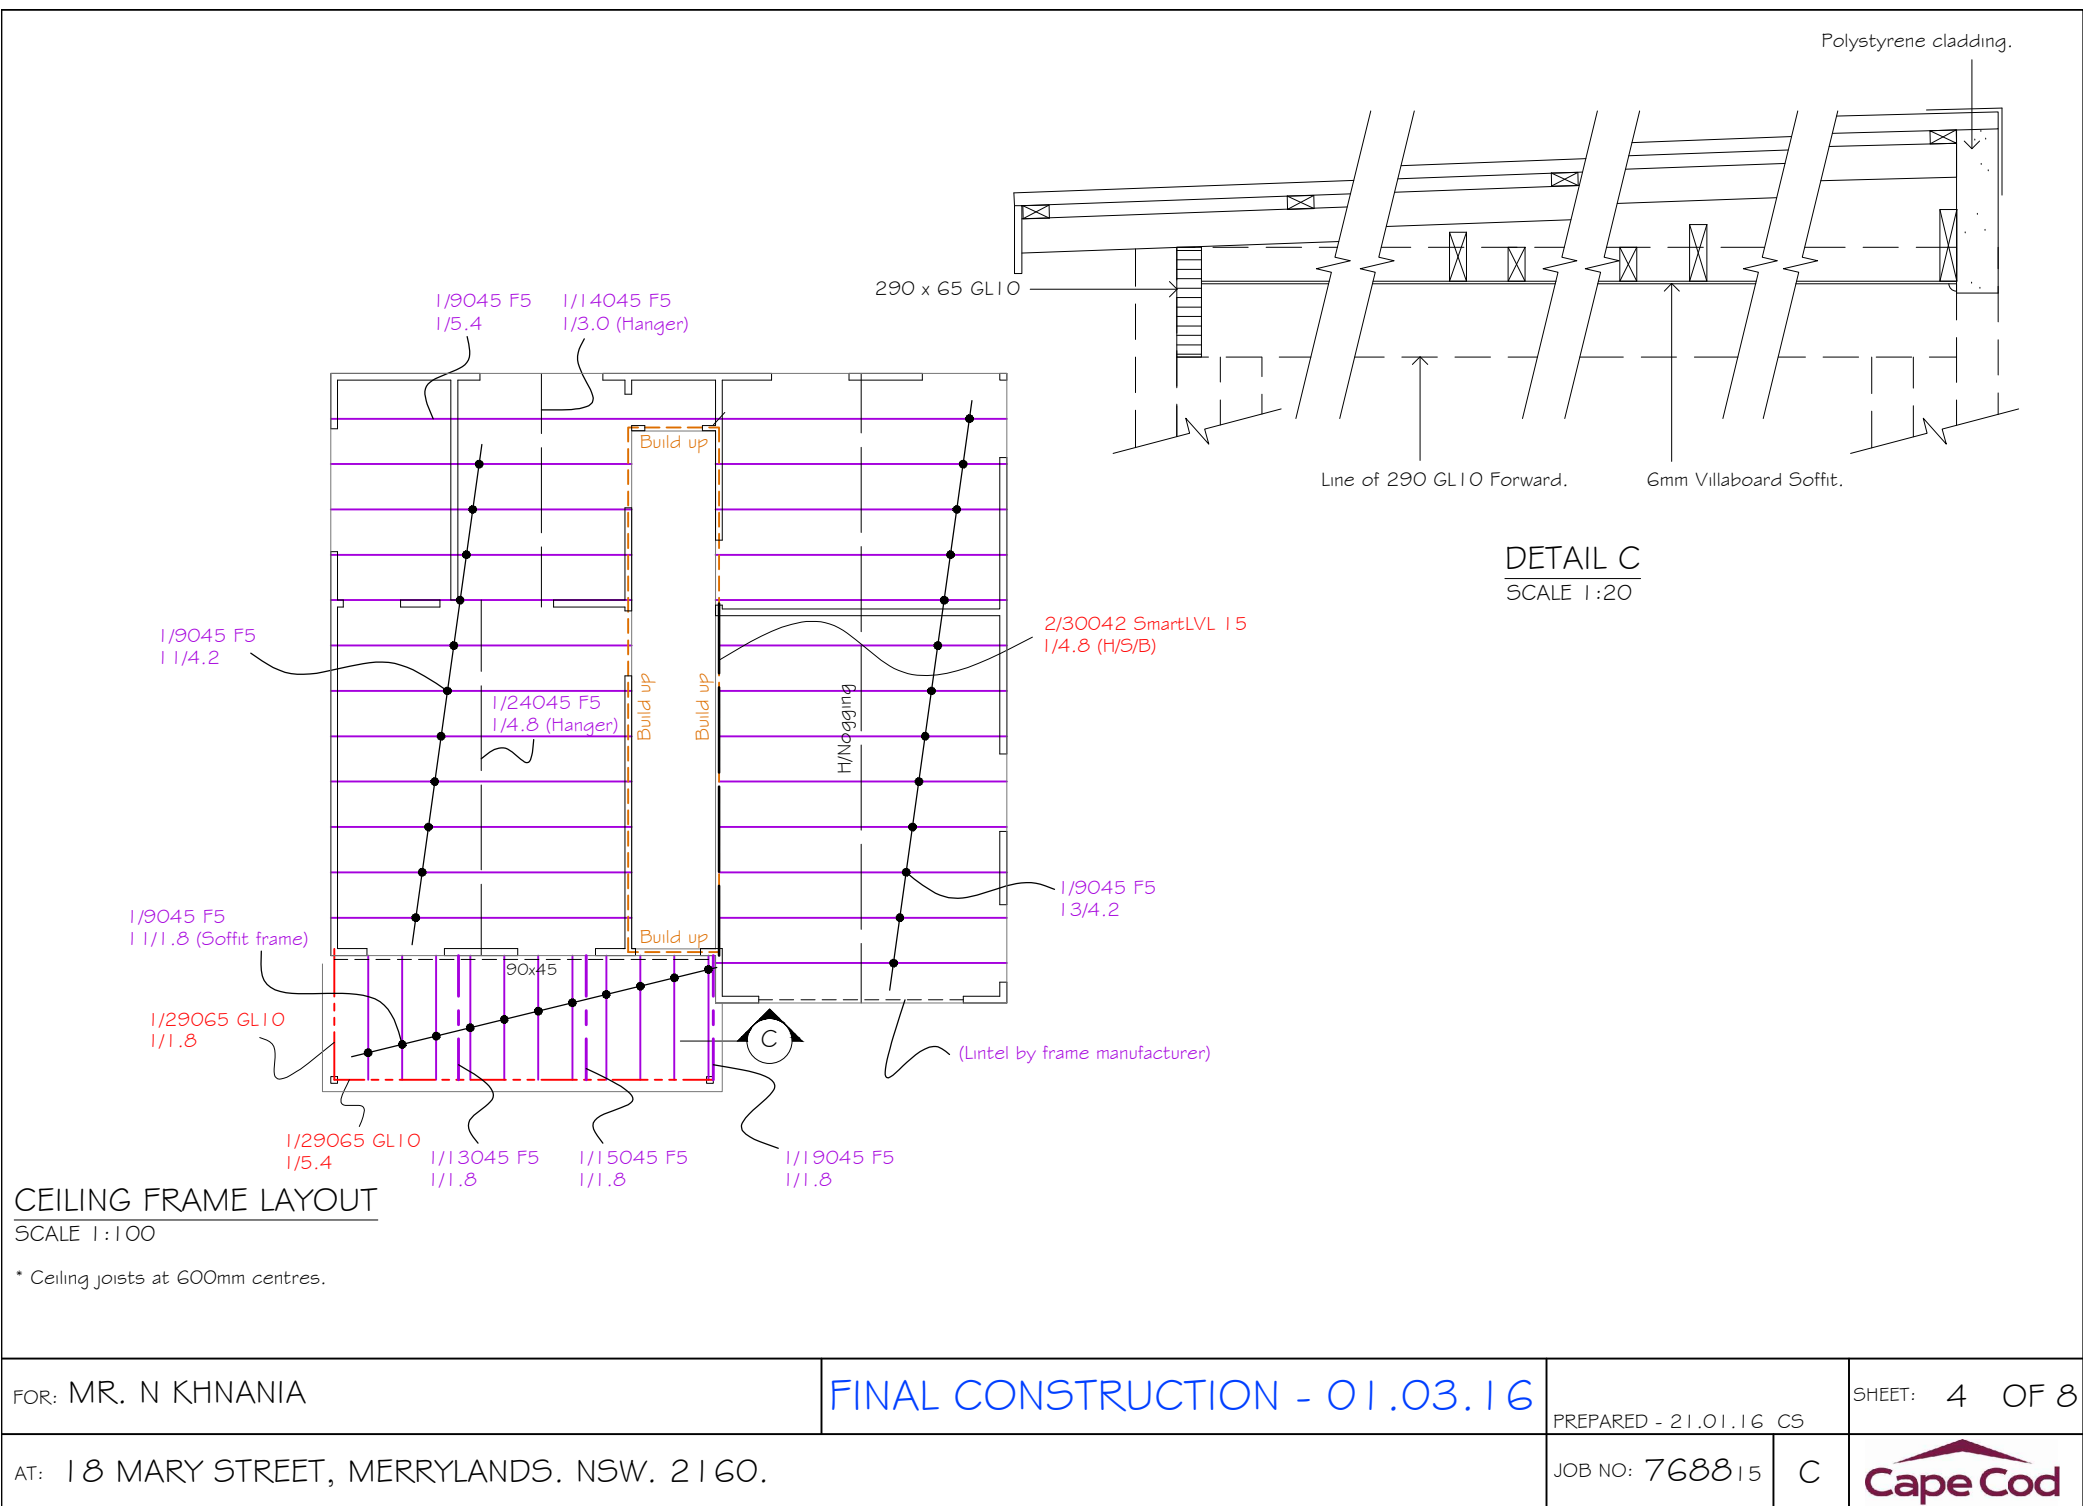 Polystyrene cladding.
290 x 65 GL10
Line of 290 GL10 Forward.
6mm Villaboard Soffit.
DETAIL C
SCALE 1:20
1/9045 F5
1/5.4
1/14045 F5
1/3.0 (Hanger)
Build up
1/9045 F5
11/4.2
2/30042 SmartLVL 15
1/4.8 (H/S/B)
1/24045 F5
1/4.8 (Hanger)
Build up
Build up
H/Nogging
1/9045 F5
13/4.2
1/9045 F5
11/1.8 (Soffit frame)
Build up
90x45
1/29065 GL10
1/1.8
C
(Lintel by frame manufacturer)
1/29065 GL10
1/5.4
1/13045 F5
1/1.8
1/15045 F5
1/1.8
1/19045 F5
1/1.8
CEILING FRAME LAYOUT
SCALE 1:100
* Ceiling joists at 600mm centres.
FOR: MR. N KHNANIA
FINAL CONSTRUCTION - 01.03.16
PREPARED - 21.01.16 CS
SHEET: 4 OF 8
AT: 18 MARY STREET, MERRYLANDS. NSW. 2160.
JOB NO: 768815
C
Cape Cod